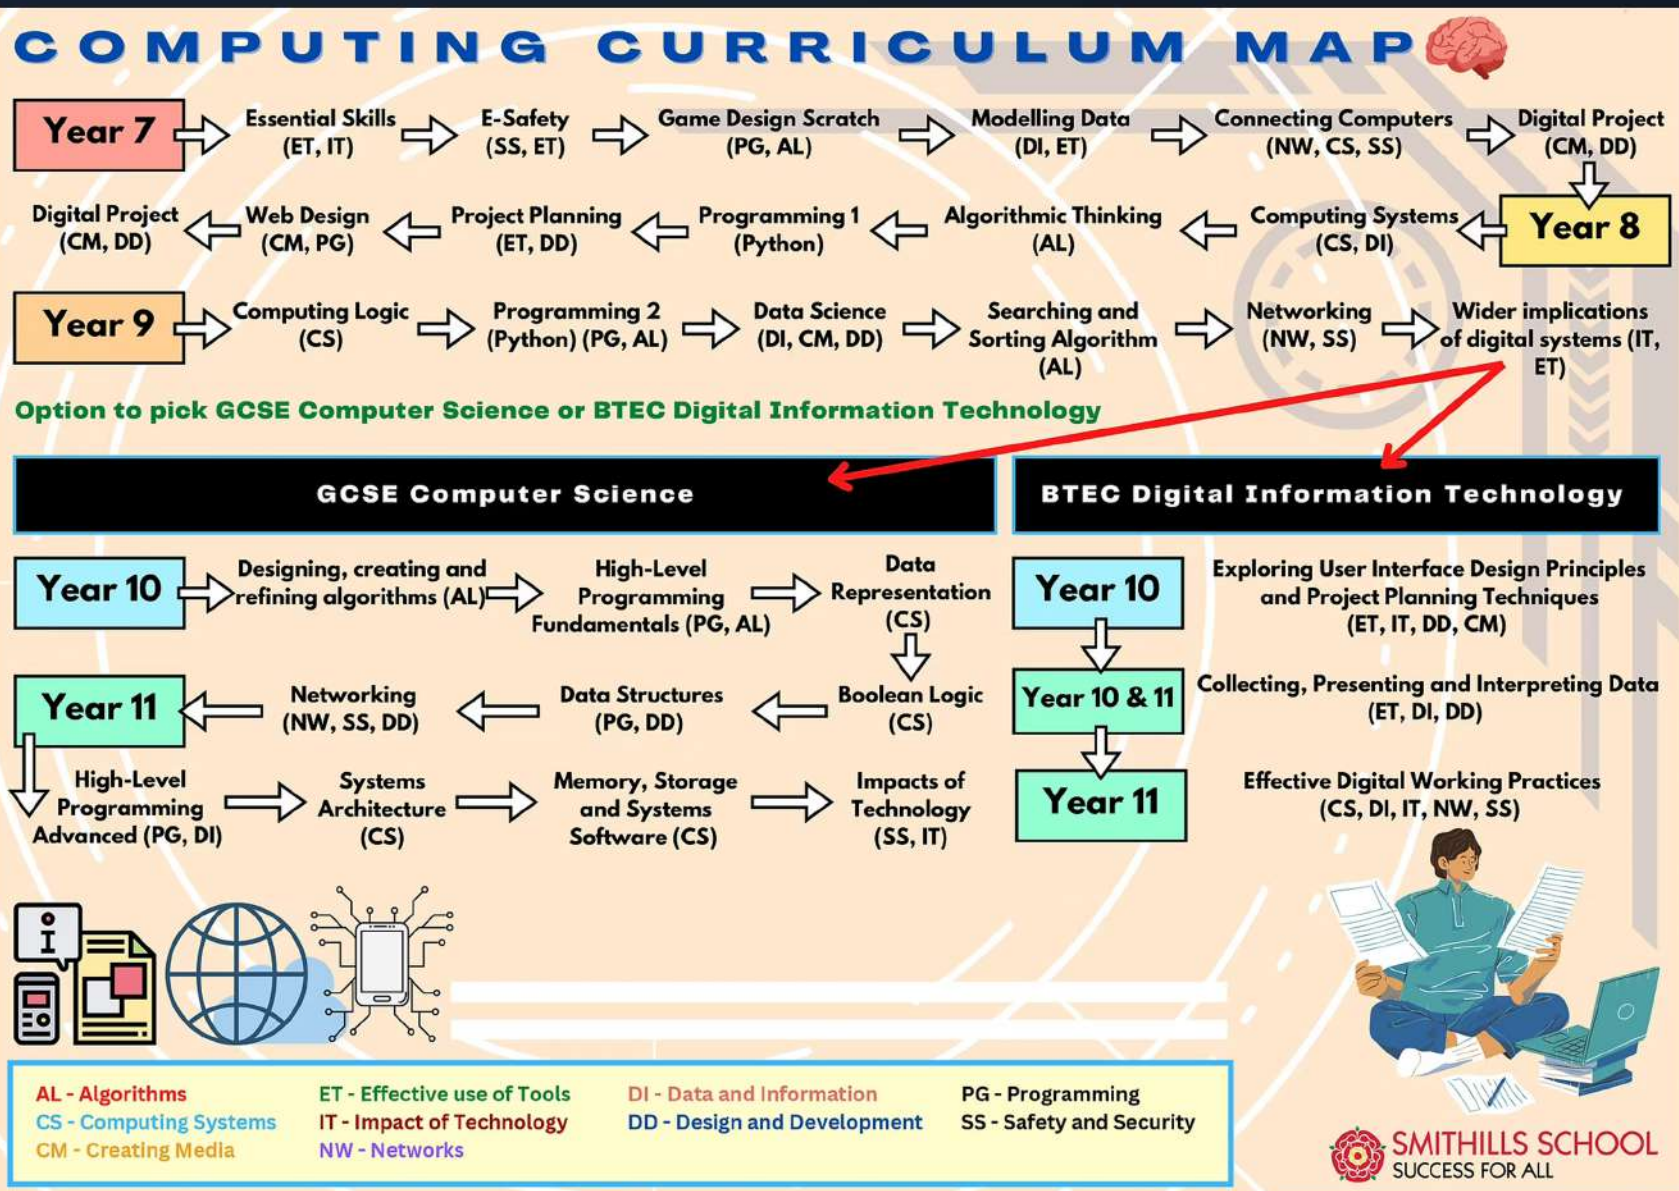 COMPUTING CURRICULUM MAP
Year 7
Essential Skills
(ET, IT)
E-Safety
(SS, ET)
Game Design Scratch
(PG, AL)
Modelling Data
(DI, ET)
Connecting Computers
(NW, CS, SS)
Digital Project
(CM, DD)
Year 8
Computing Systems
(CS, DI)
Algorithmic Thinking
(AL)
Programming 1
(Python)
Project Planning
(ET, DD)
Web Design
(CM, PG)
Digital Project
(CM, DD)
Year 9
Computing Logic
(CS)
Programming 2
(Python) (PG, AL)
Data Science
(DI, CM, DD)
Searching and
Sorting Algorithm
(AL)
Networking
(NW, SS)
Wider implications
of digital systems (IT,
ET)
Option to pick GCSE Computer Science or BTEC Digital Information Technology
GCSE Computer Science
Year 10
Designing, creating and
refining algorithms (AL)
High-Level
Programming
Fundamentals (PG, AL)
Data
Representation
(CS)
Boolean Logic
(CS)
Data Structures
(PG, DD)
Networking
(NW, SS, DD)
Year 11
High-Level
Programming
Advanced (PG, DI)
Systems
Architecture
(CS)
Memory, Storage
and Systems
Software (CS)
Impacts of
Technology
(SS, IT)
BTEC Digital Information Technology
Year 10
Exploring User Interface Design Principles
and Project Planning Techniques
(ET, IT, DD, CM)
Year 10 & 11
Collecting, Presenting and Interpreting Data
(ET, DI, DD)
Year 11
Effective Digital Working Practices
(CS, DI, IT, NW, SS)
AL - Algorithms
CS - Computing Systems
CM - Creating Media
ET - Effective use of Tools
IT - Impact of Technology
NW - Networks
DI - Data and Information
DD - Design and Development
PG - Programming
SS - Safety and Security
SMITHILLS SCHOOL
SUCCESS FOR ALL